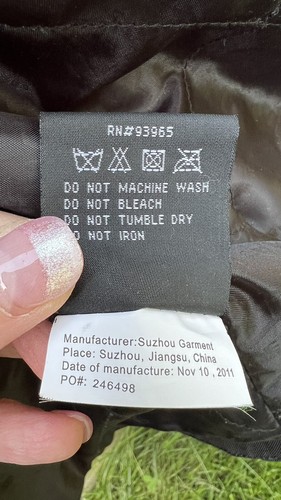 RN#93965
DO NOT MACHINE WASH
DO NOT BLEACH
DO NOT TUMBLE DRY
DO NOT IRON
Manufacturer:Suzhou Garment
Place: Suzhou, Jiangsu, China
Date of manufacture: Nov 10 , 2011
PO#: 246498